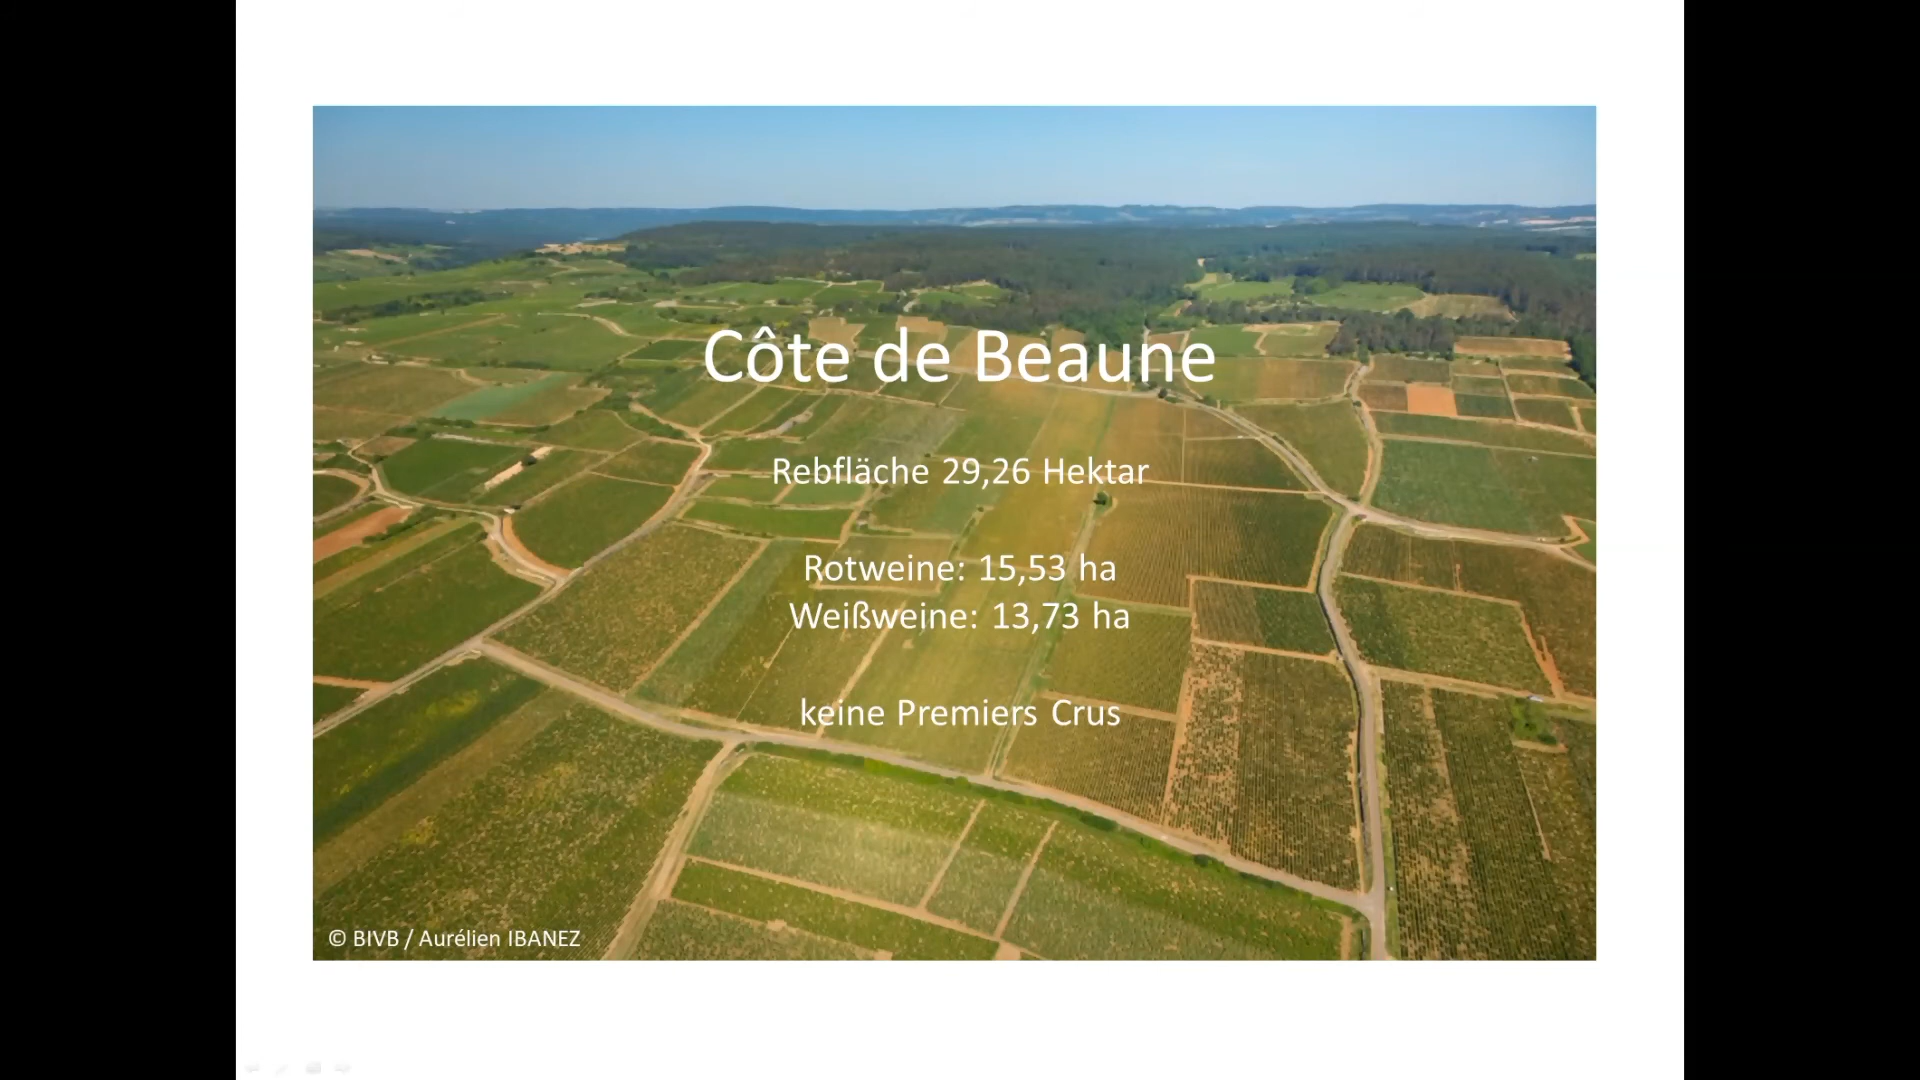 Côte de Beaune
Rebfläche 29,26 Hektar
Rotweine: 15,53 ha
Weißweine: 13,73 ha
keine Premiers Crus
© BIVB / Aurélien IBANEZ